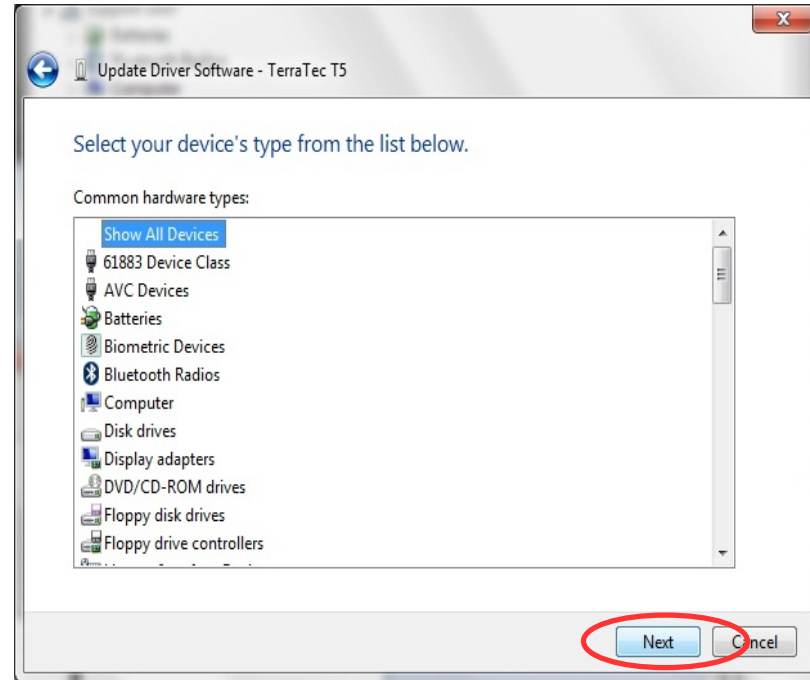 Update Driver Software - TerraTec T5
Select your device's type from the list below.
Common hardware types:
Show All Devices
61883 Device Class
AVC Devices
Batteries
Biometric Devices
Bluetooth Radios
Computer
Disk drives
Display adapters
DVD/CD-ROM drives
Floppy disk drives
Floppy drive controllers
Next Cancel